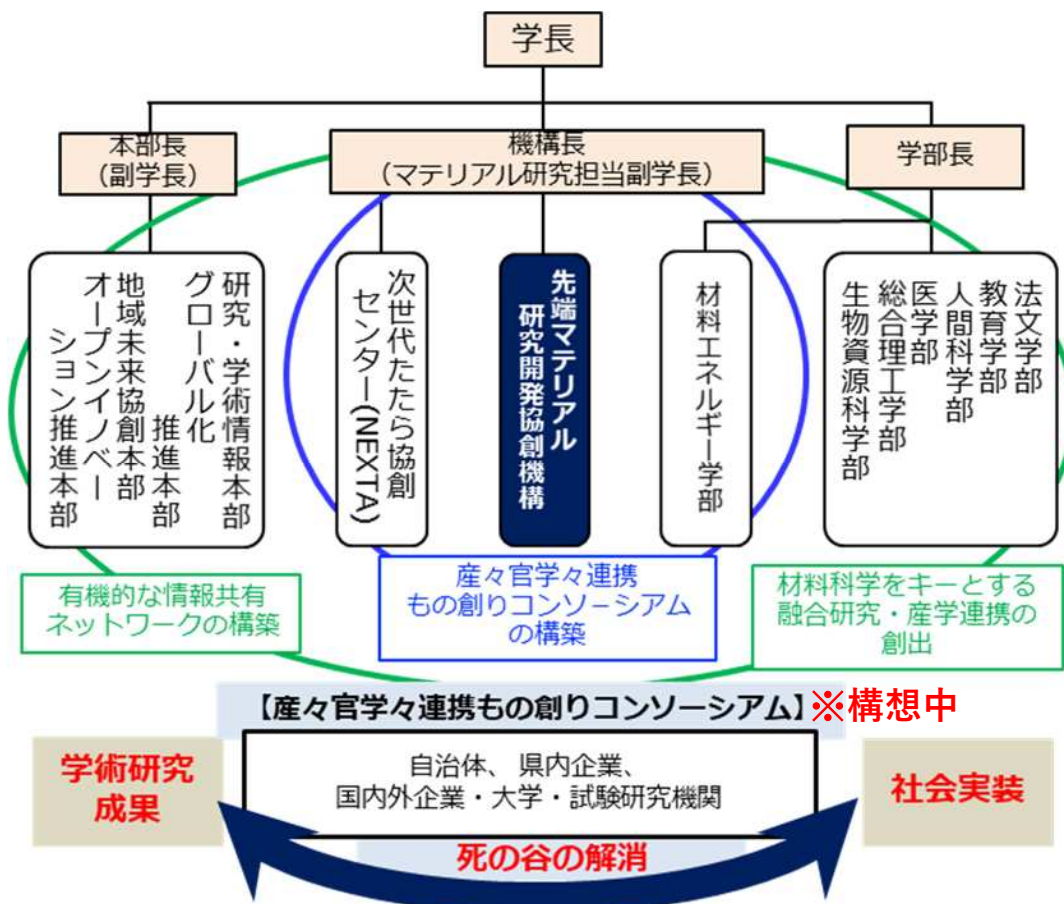 学長
本部長
（副学長）
機構長
（マテリアル研究担当副学長）
学部長
研究・学術情報本部
グローバル化
推進本部
地域未来協創本部
オープンイノベー
ション推進本部
次世代たたら協創
センター(NEXTA)
先端マテリアル
研究開発協創機構
材料エネルギー学部
法文学部
教育学部
人間科学部
医学部
総合理工学部
生物資源科学部
有機的な情報共有
ネットワークの構築
産々官学々連携
もの創りコンソーシアム
の構築
材料科学をキーとする
融合研究・産学連携の
創出
【産々官学々連携もの創りコンソーシアム】※構想中
学術研究
成果
自治体、県内企業、
国内外企業・大学・試験研究機関
社会実装
死の谷の解消